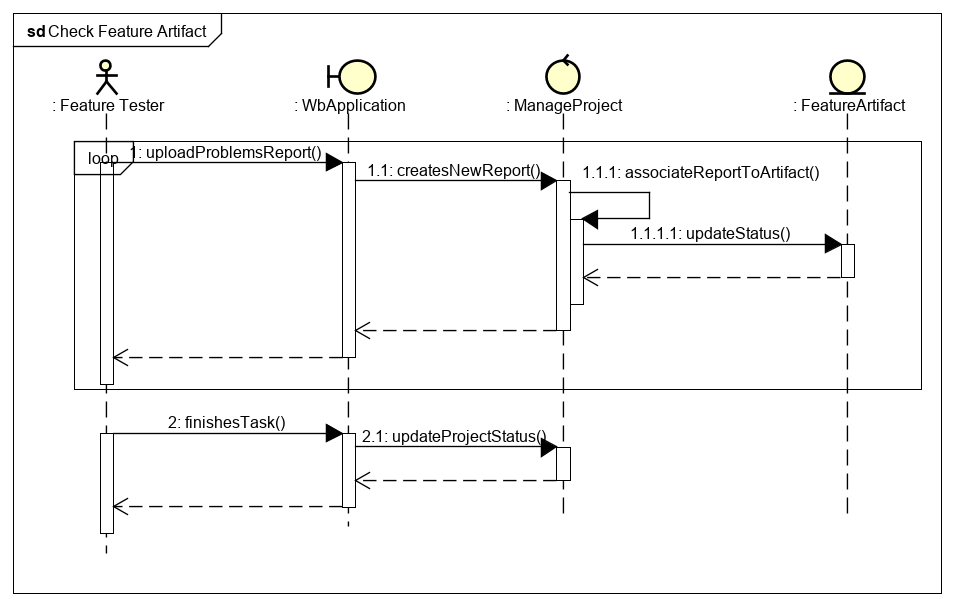 sd Check Feature Artifact
: Feature Tester
: WbApplication
: ManageProject
: FeatureArtifact
loop
1: uploadProblemsReport()
1.1: createsNewReport()
1.1.1: associateReportToArtifact()
1.1.1.1: updateStatus()
2: finishesTask()
2.1: updateProjectStatus()